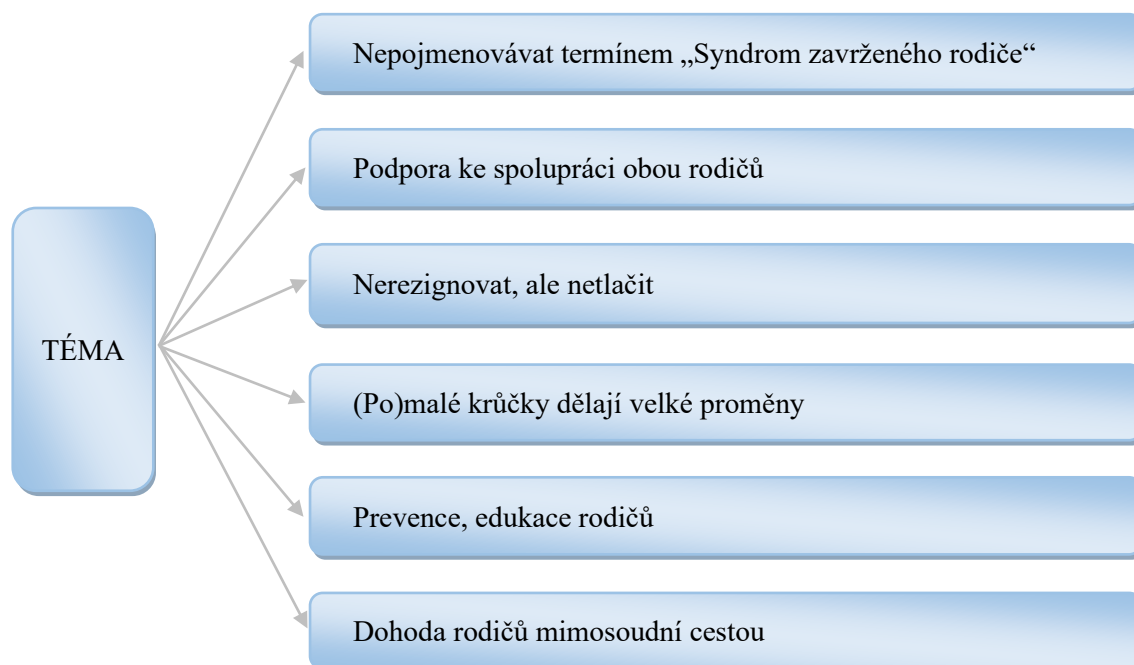 Nepojmenovávat termínem „Syndrom zavrženého rodiče“
Podpora ke spolupráci obou rodičů
Nerezignovat, ale netlačit
TÉMA
(Po)malé krůčky dělají velké proměny
Prevence, edukace rodičů
Dohoda rodičů mimosoudní cestou